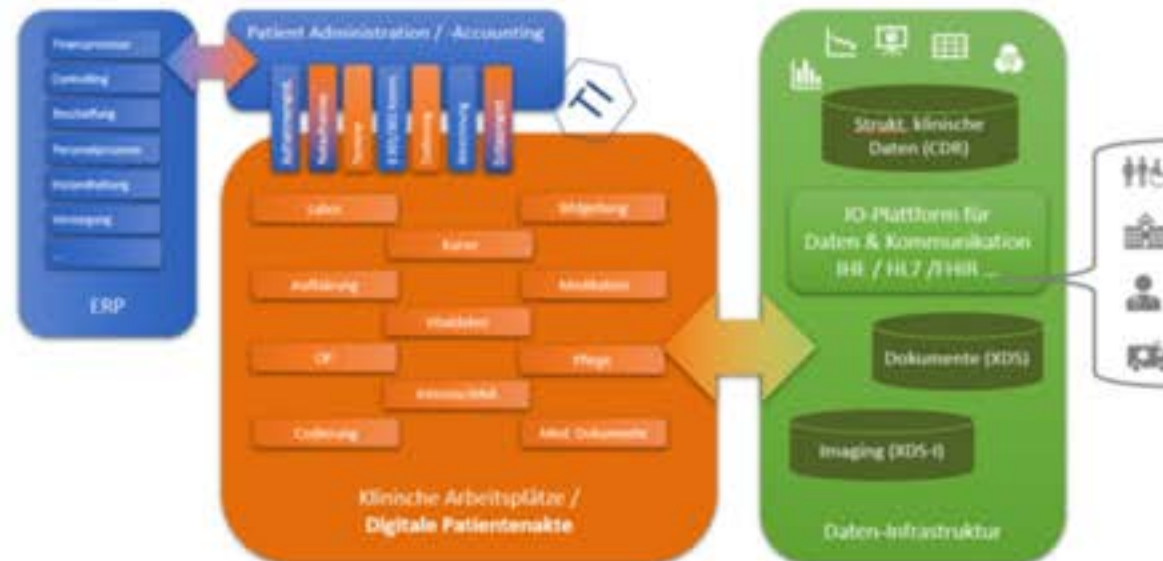 Patient Administration / -Accounting
Controlling
Beschaffung
Personalprozesse
Instandhaltung
Versorgung
...
ERP
TI
Termine
Labor
Bildgebung
Kurve
Aufklärung
Medikation
Vitaldaten
OP
Pflege
Codierung
Med. Dokumente
Klinische Arbeitsplätze /
Digitale Patientenakte
Strukt. klinische
Daten (CDR)
IO-Plattform für
Daten & Kommunikation
IHE / HL7 /FHIR ...
Dokumente (XDS)
Imaging (XDS-I)
Daten-Infrastruktur